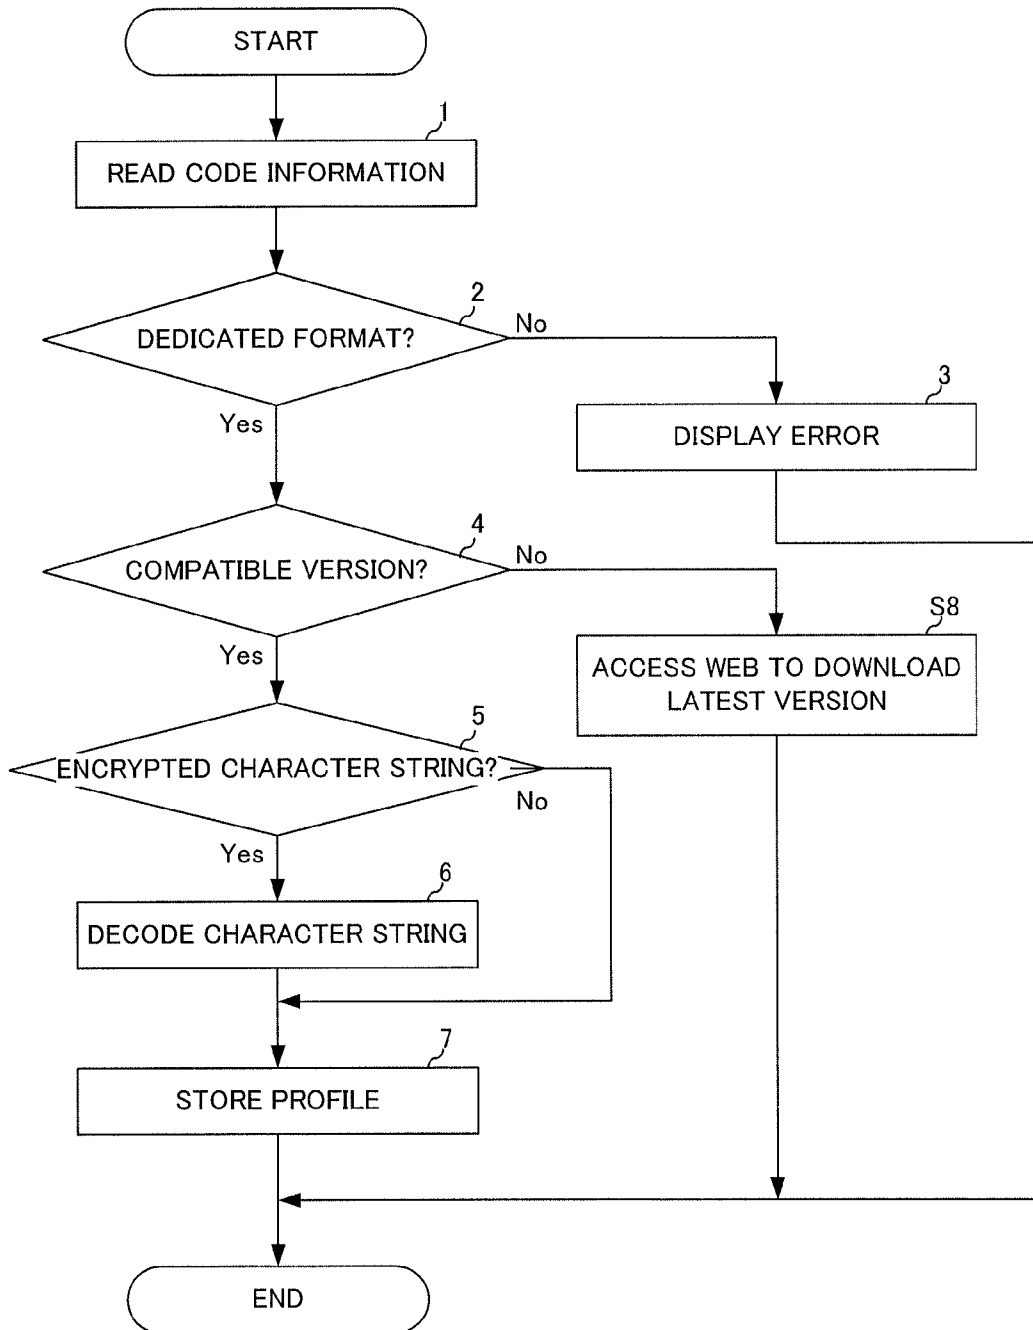 START
1
READ CODE INFORMATION
2
DEDICATED FORMAT?
No
Yes
3
DISPLAY ERROR
4
COMPATIBLE VERSION?
No
Yes
S8
ACCESS WEB TO DOWNLOAD
LATEST VERSION
5
ENCRYPTED CHARACTER STRING?
No
Yes
6
DECODE CHARACTER STRING
7
STORE PROFILE
END